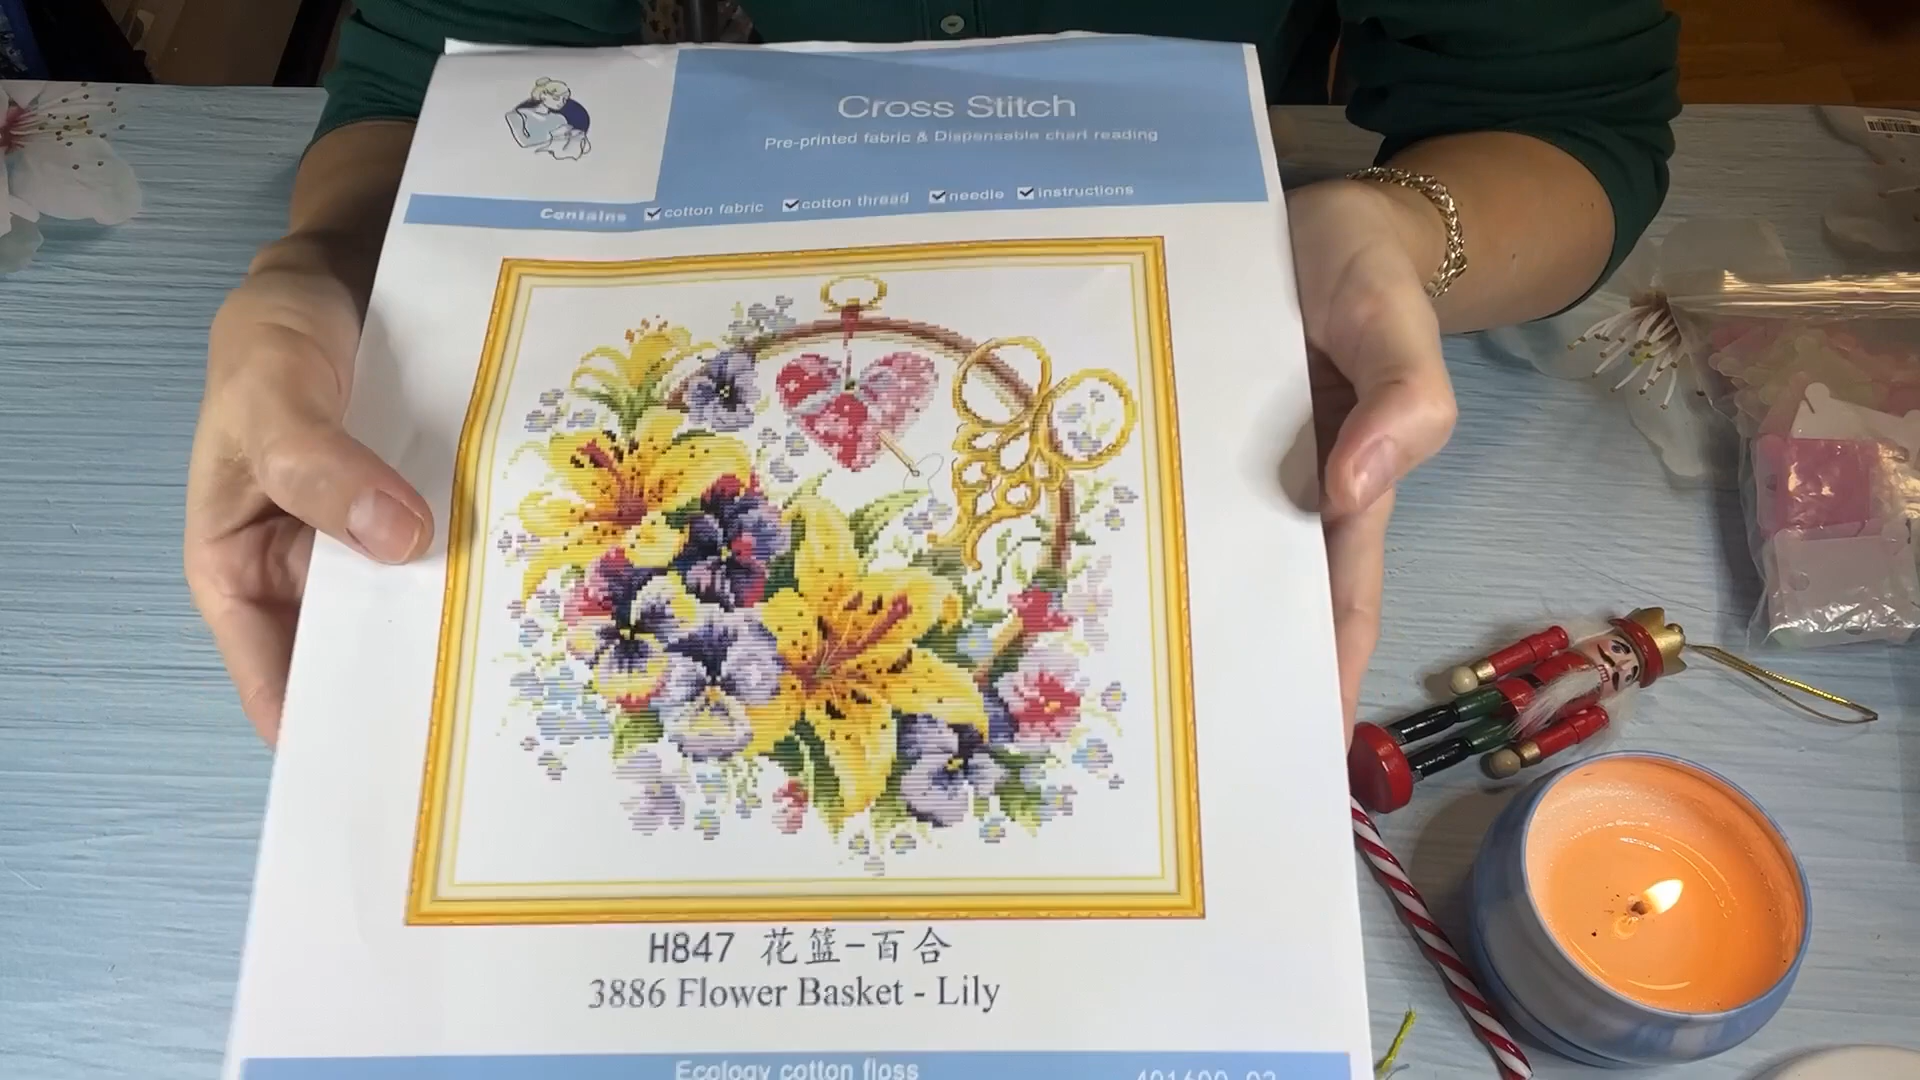 Cross Stitch
Pre-printed fabric & Dispensable chart reading
Contains cotton fabric cotton thread needle instructions
H847 花篮-百合
3886 Flower Basket - Lily
Ecology cotton floss